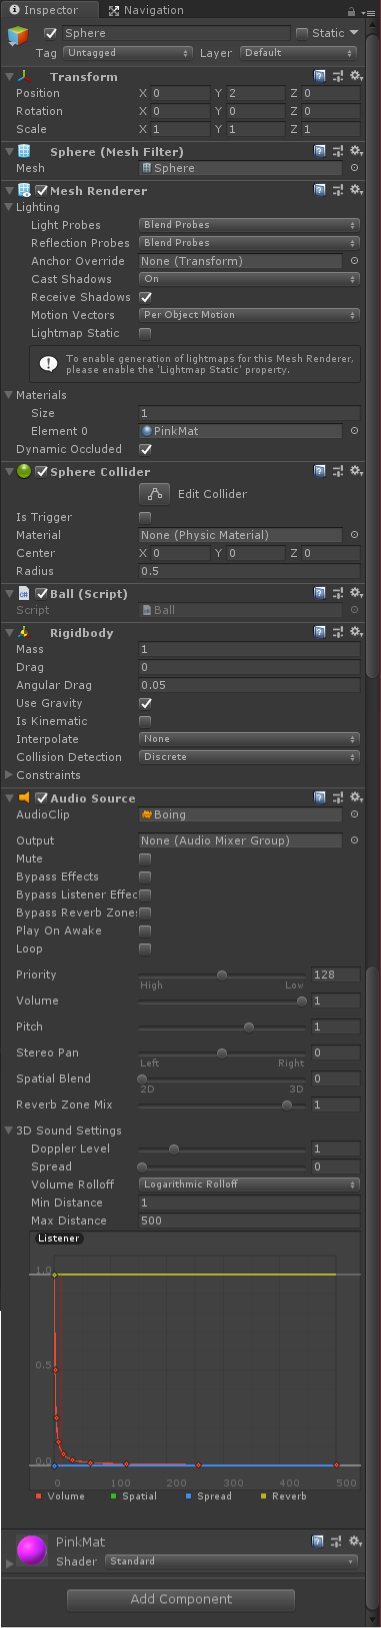 Inspector Navigation
Sphere Static
Tag Untagged Layer Default
Transform
Position X 0 Y 2 Z 0
Rotation X 0 Y 0 Z 0
Scale X 1 Y 1 Z 1
Sphere (Mesh Filter)
Mesh Sphere
Mesh Renderer
Lighting
Light Probes Blend Probes
Reflection Probes Blend Probes
Anchor Override None (Transform)
Cast Shadows On
Receive Shadows
Motion Vectors Per Object Motion
Lightmap Static
To enable generation of lightmaps for this Mesh Renderer,
please enable the 'Lightmap Static' property.
Materials
Size 1
Element 0 PinkMat
Dynamic Occluded
Sphere Collider
Edit Collider
Is Trigger
Material None (Physic Material)
Center X 0 Y 0 Z 0
Radius 0.5
Ball (Script)
Script Ball
Rigidbody
Mass 1
Drag 0
Angular Drag 0.05
Use Gravity
Is Kinematic
Interpolate None
Collision Detection Discrete
Constraints
Audio Source
AudioClip Boing
Output None (Audio Mixer Group)
Mute
Bypass Effects
Bypass Listener Effec
Bypass Reverb Zone
Play On Awake
Loop
Priority 128
High Low
Volume 1
Pitch 1
Stereo Pan 0
Left Right
Spatial Blend 0
2D 3D
Reverb Zone Mix 1
3D Sound Settings
Doppler Level 1
Spread 0
Volume Rolloff Logarithmic Rolloff
Min Distance 1
Max Distance 500
Listener
1.0
0.5
0.0
0 100 200 300 400 500
Volume Spatial Spread Reverb
PinkMat
Shader Standard
Add Component